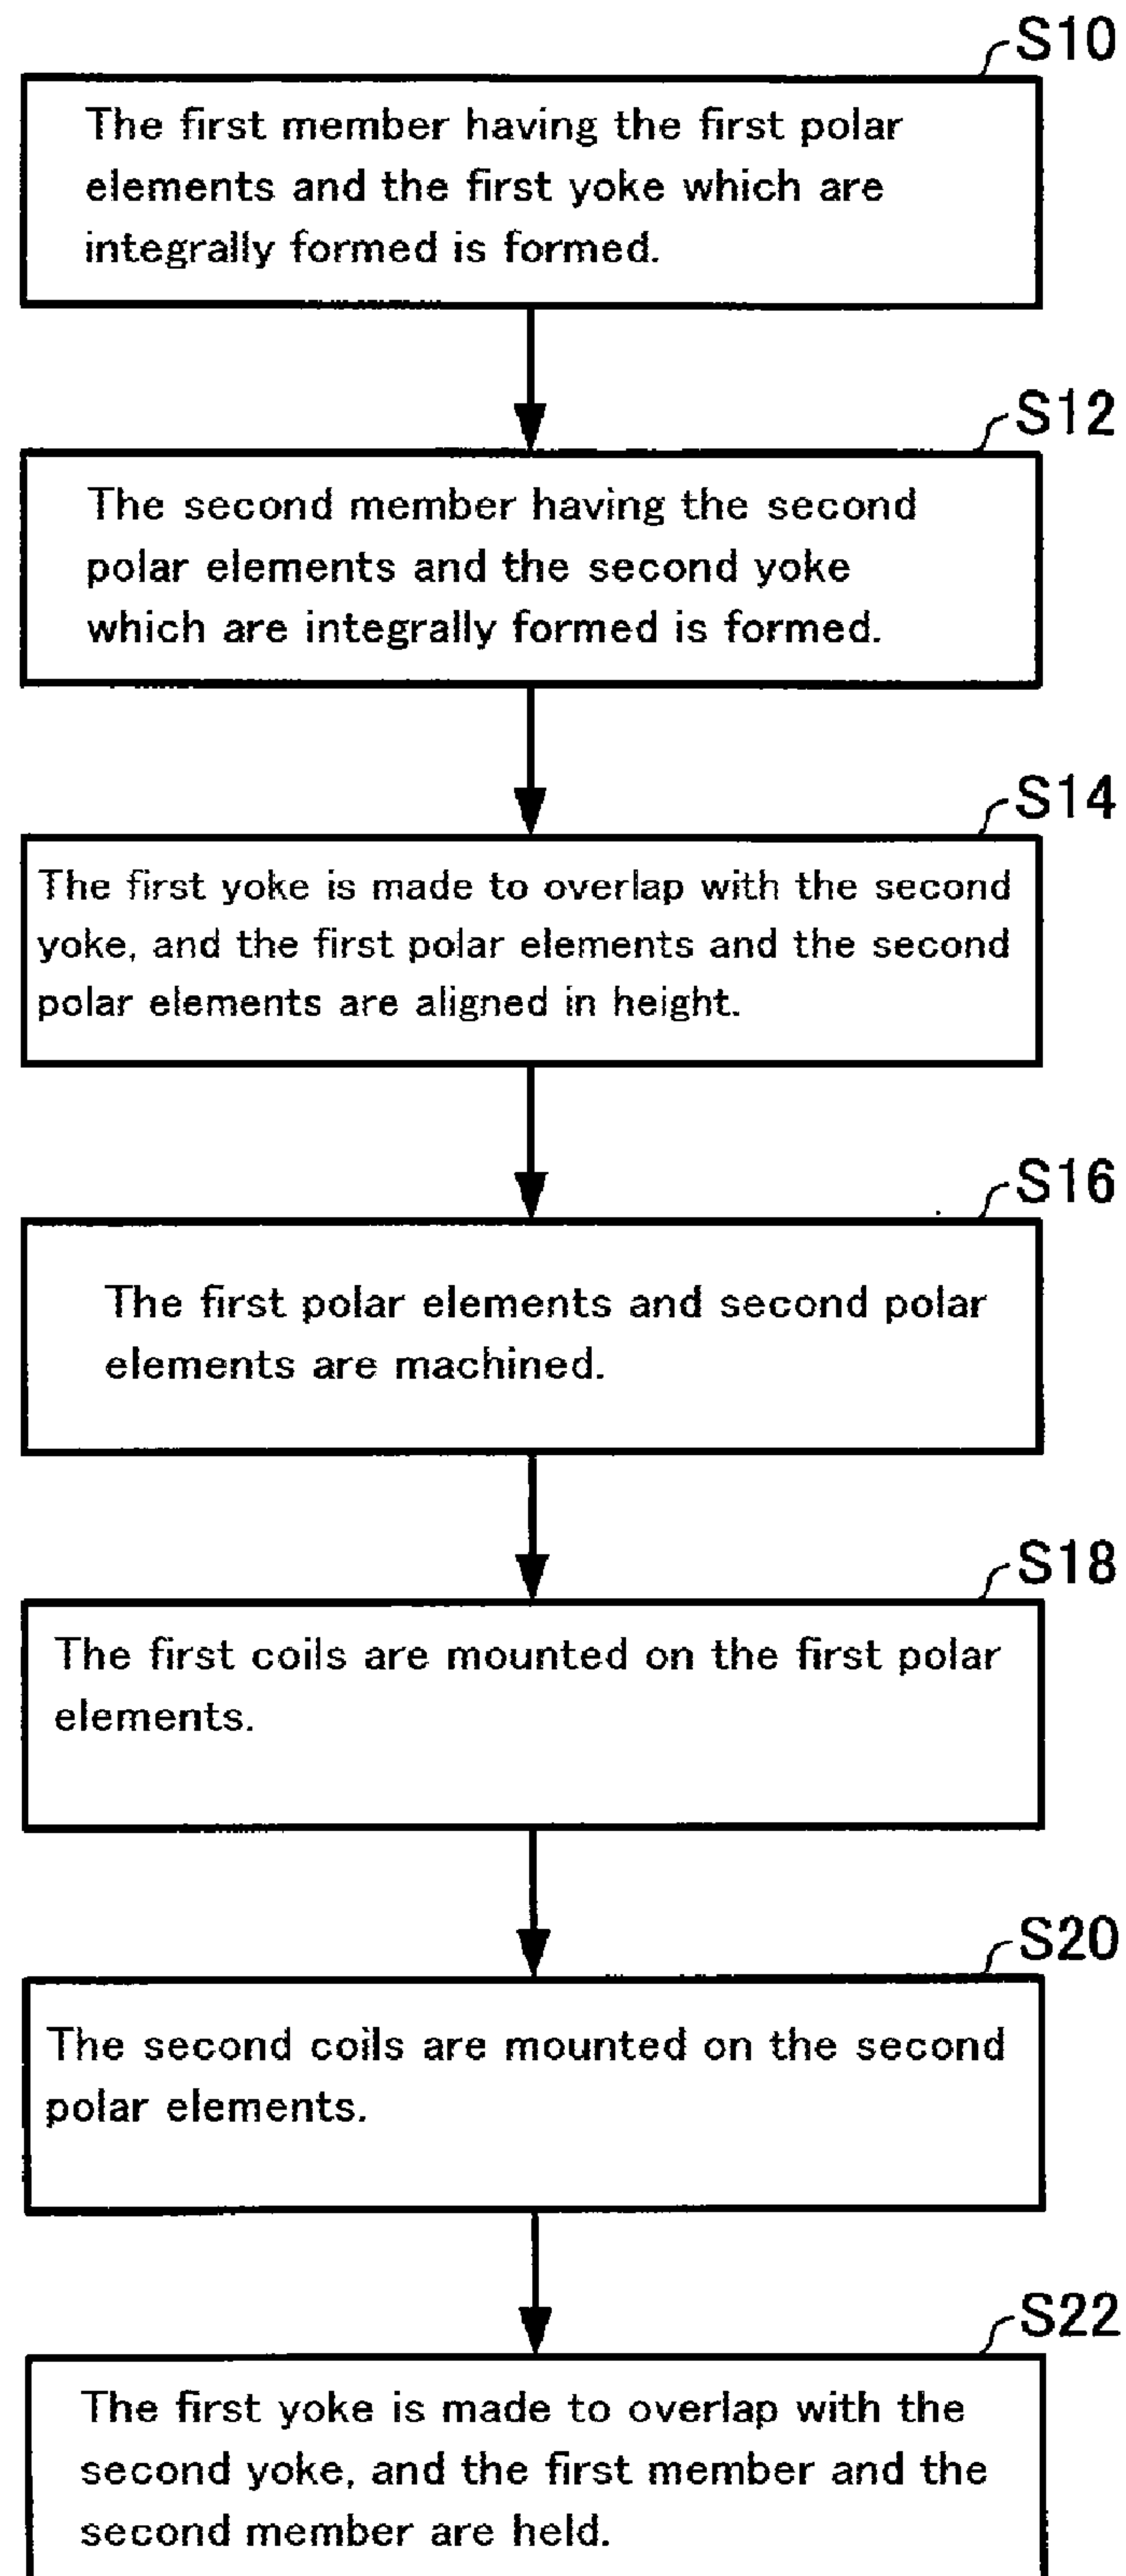 S10
The first member having the first polar
elements and the first yoke which are
integrally formed is formed.
S12
The second member having the second
polar elements and the second yoke
which are integrally formed is formed.
S14
The first yoke is made to overlap with the second
yoke, and the first polar elements and the second
polar elements are aligned in height.
S16
The first polar elements and second polar
elements are machined.
S18
The first coils are mounted on the first polar
elements.
S20
The second coils are mounted on the second
polar elements.
S22
The first yoke is made to overlap with the
second yoke, and the first member and the
second member are held.